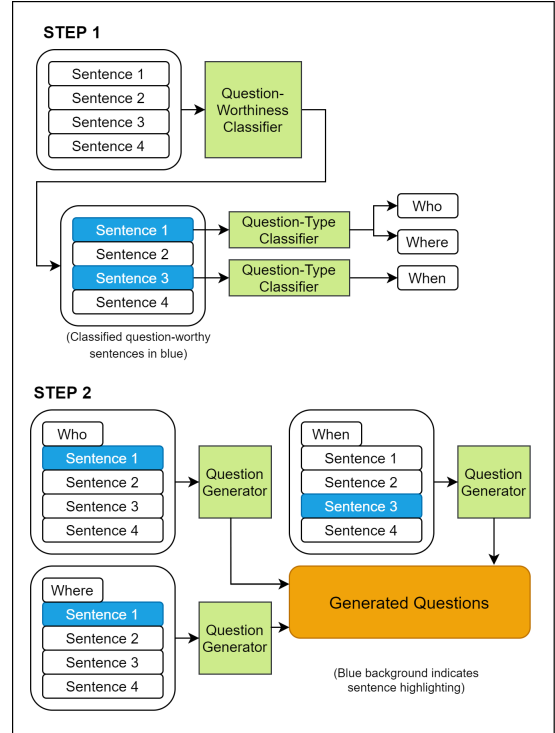 STEP 1
Sentence 1
Sentence 2
Sentence 3
Sentence 4
Question-
Worthiness
Classifier
Sentence 1
Sentence 2
Sentence 3
Sentence 4
(Classified question-worthy
sentences in blue)
Question-Type
Classifier
Question-Type
Classifier
Who
Where
When
STEP 2
Who
Sentence 1
Sentence 2
Sentence 3
Sentence 4
Question
Generator
When
Sentence 1
Sentence 2
Sentence 3
Sentence 4
Question
Generator
Where
Sentence 1
Sentence 2
Sentence 3
Sentence 4
Question
Generator
Generated Questions
(Blue background indicates
sentence highlighting)